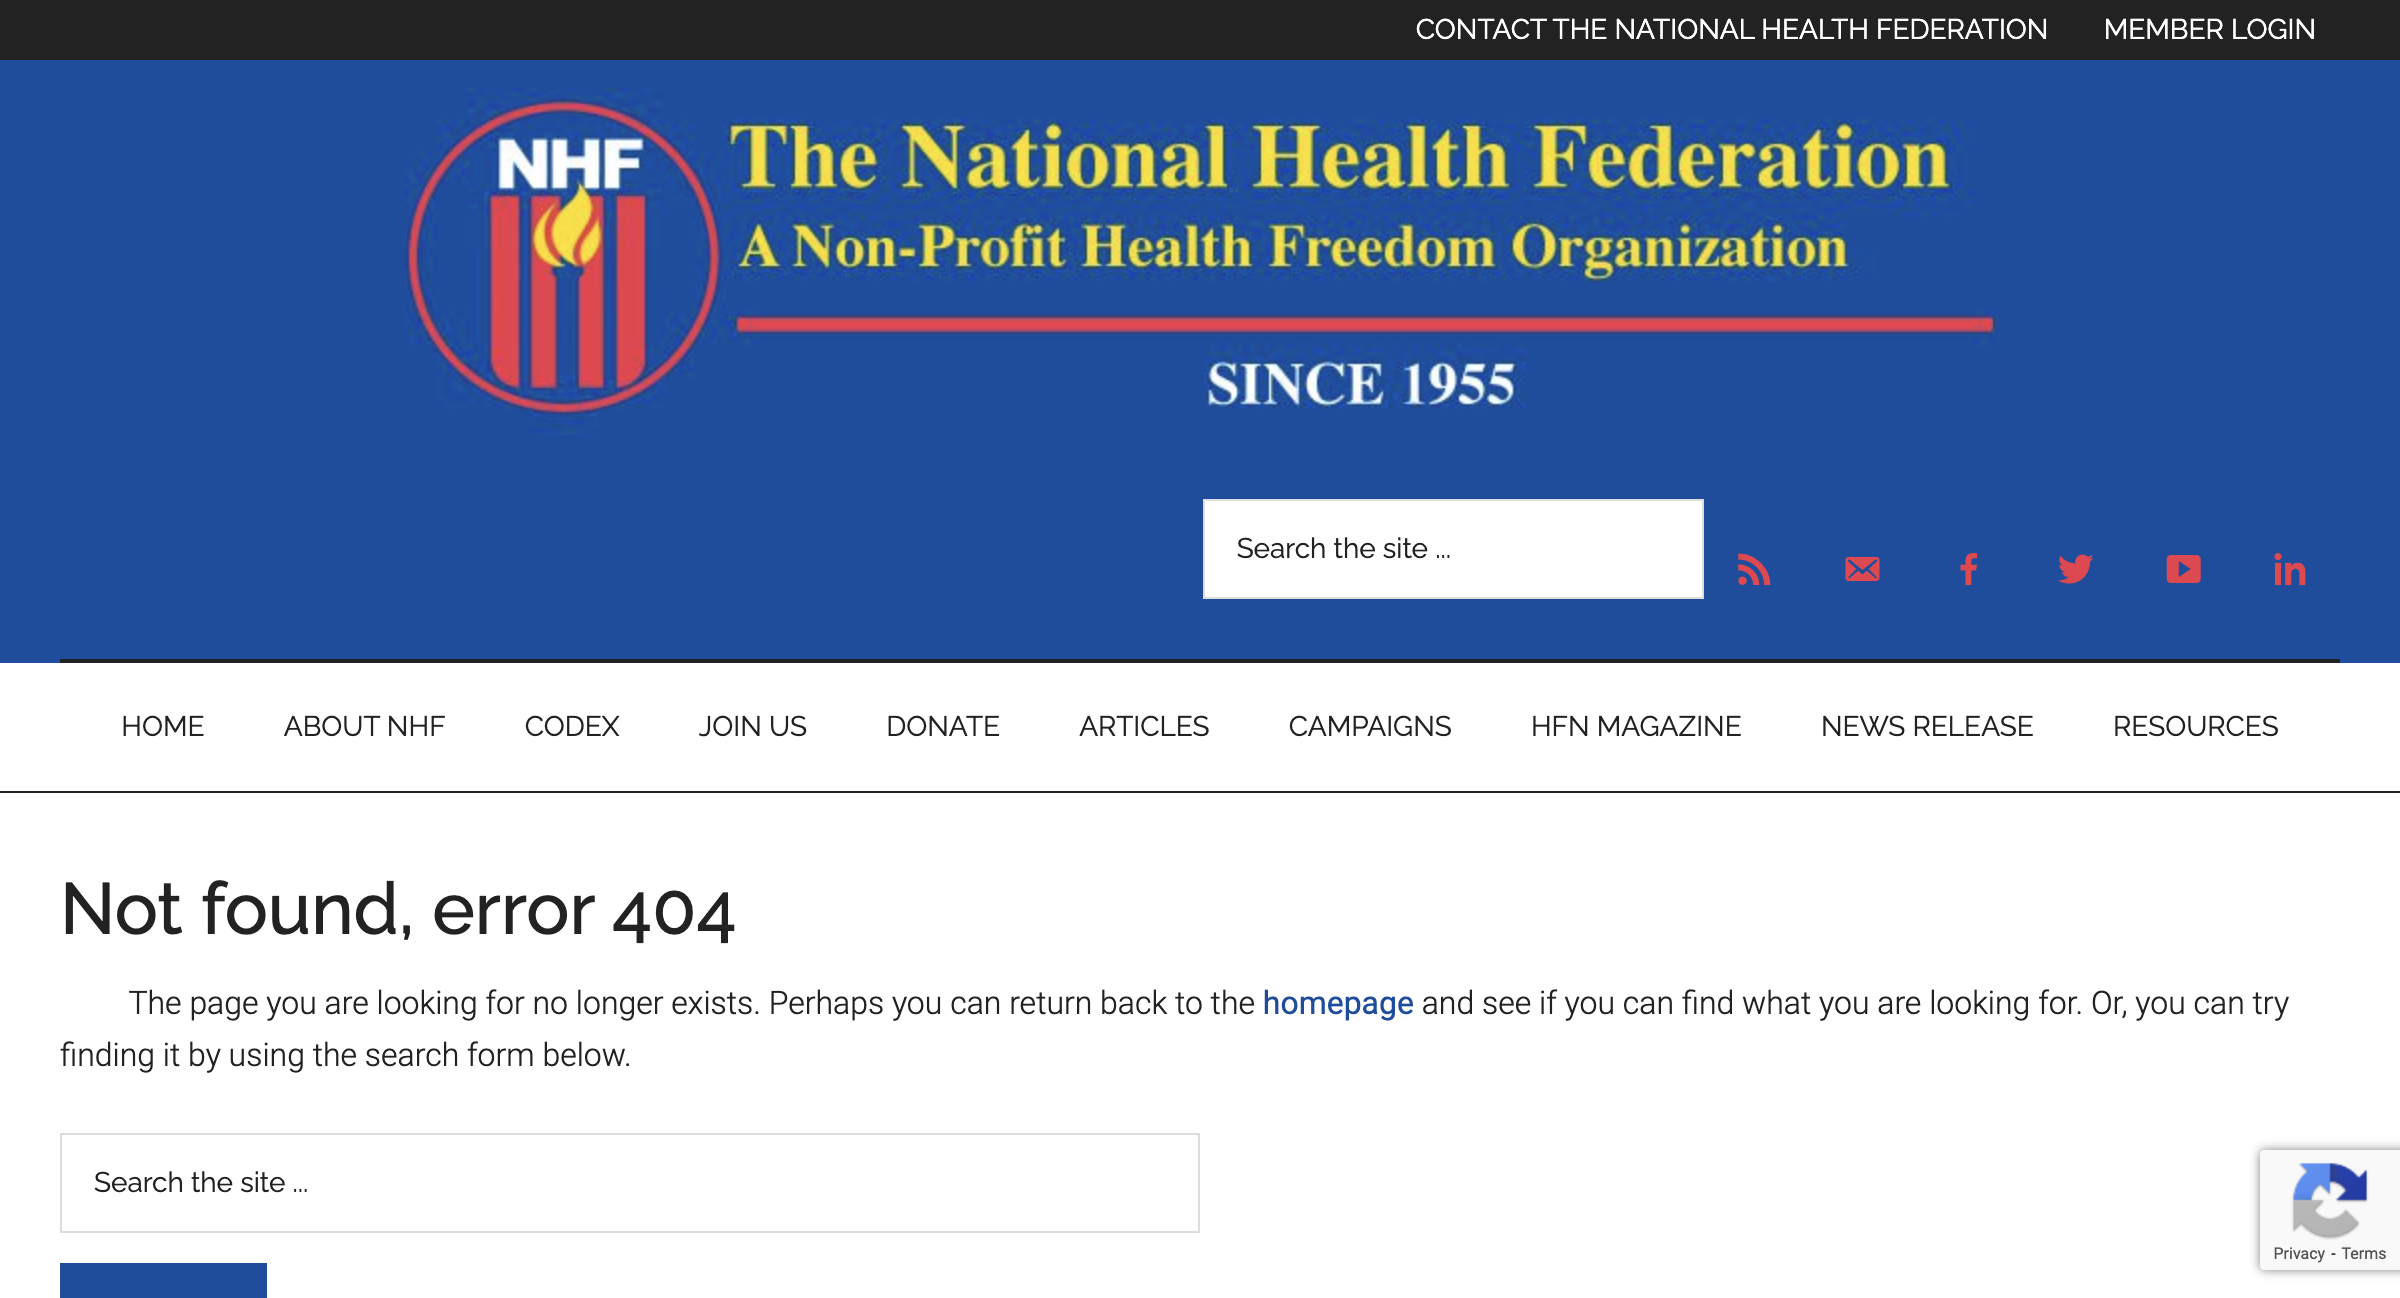 CONTACT THE NATIONAL HEALTH FEDERATION MEMBER LOGIN
NHF
The National Health Federation
A Non-Profit Health Freedom Organization
SINCE 1955
Search the site ...
HOME ABOUT NHF CODEX JOIN US DONATE ARTICLES CAMPAIGNS HFN MAGAZINE NEWS RELEASE RESOURCES
Not found, error 404
The page you are looking for no longer exists. Perhaps you can return back to the homepage and see if you can find what you are looking for. Or, you can try
finding it by using the search form below.
Search the site ...
Privacy - Terms